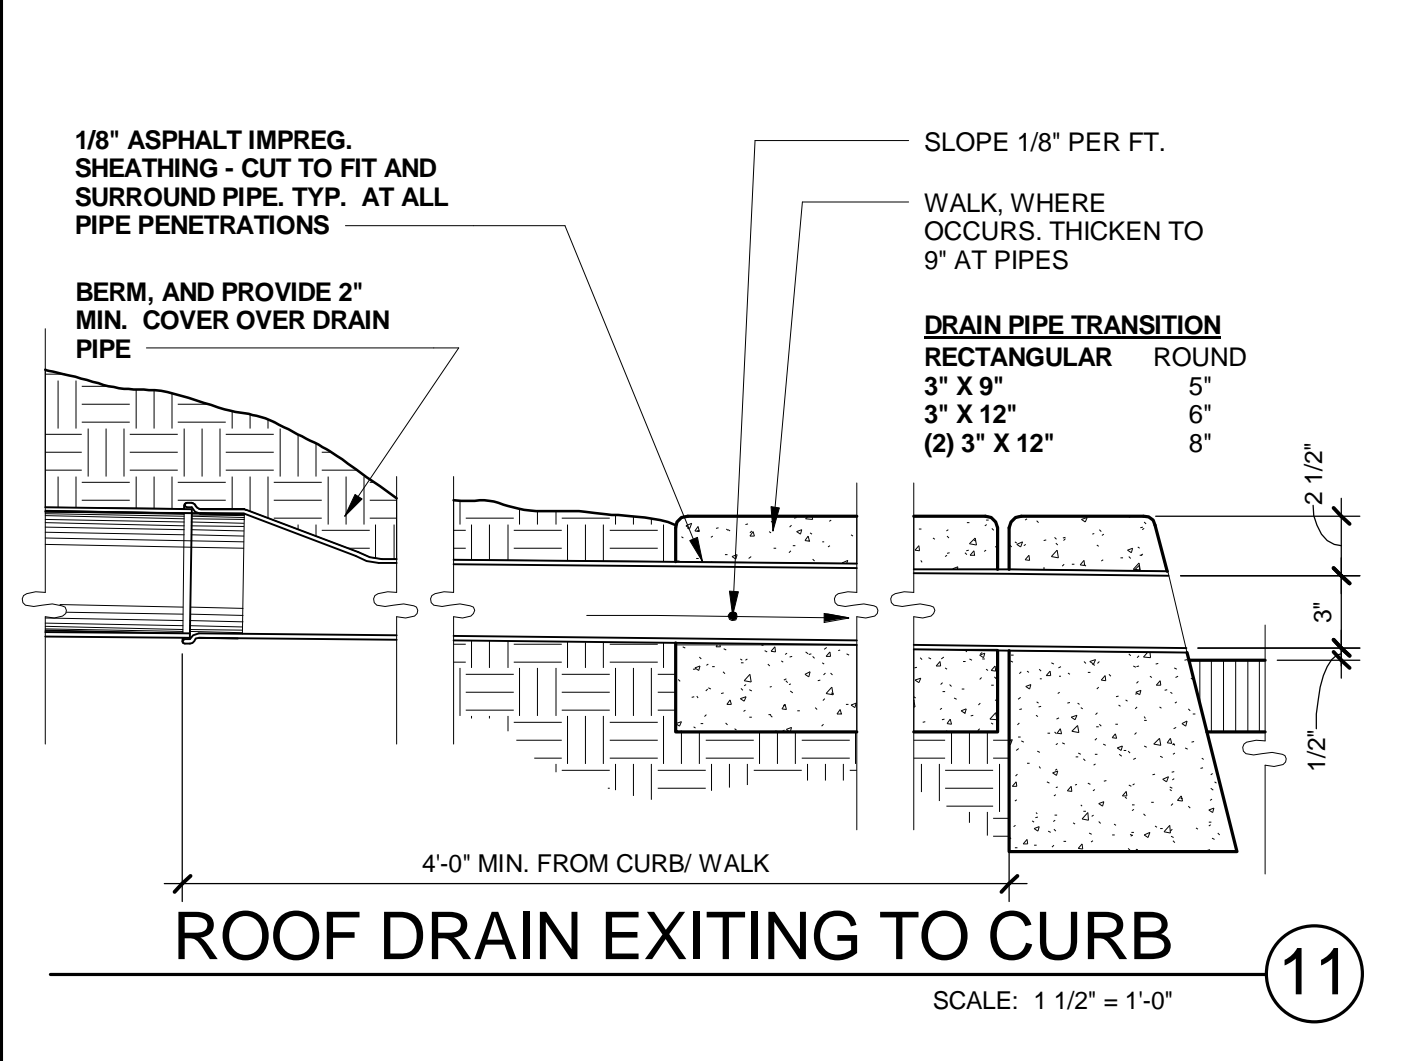 1/8" ASPHALT IMPREG.
SHEATHING - CUT TO FIT AND
SURROUND PIPE. TYP. AT ALL
PIPE PENETRATIONS
BERM, AND PROVIDE 2"
MIN. COVER OVER DRAIN
PIPE
SLOPE 1/8" PER FT.
WALK, WHERE
OCCURS. THICKEN TO
9" AT PIPES
DRAIN PIPE TRANSITION
RECTANGULAR ROUND
3" X 9" 5"
3" X 12" 6"
(2) 3" X 12" 8"
2 1/2"
3"
1/2"
4'-0" MIN. FROM CURB/ WALK
ROOF DRAIN EXITING TO CURB
11
SCALE: 1 1/2" = 1'-0"